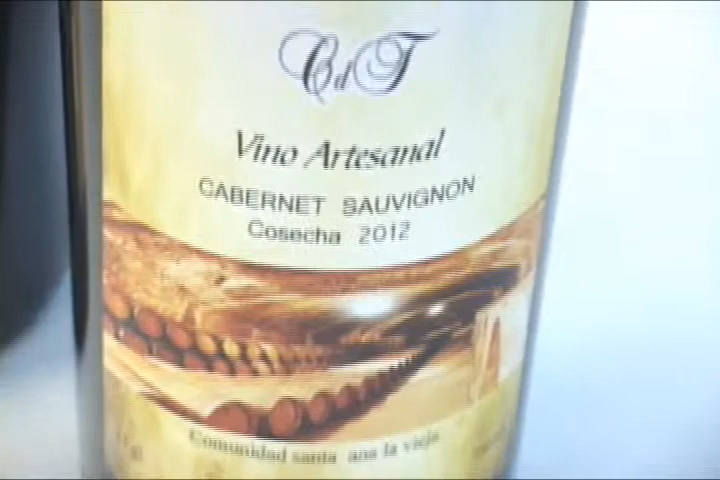 CdT
Vino Artesanal
CABERNET SAUVIGNON
Cosecha 2012
Comunidad santa ana la vieja